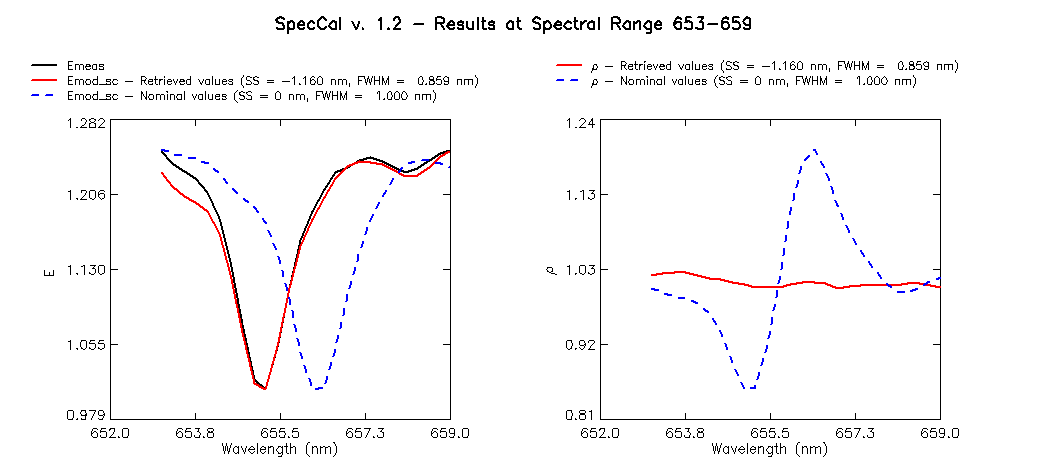 SpecCal v. 1.2 – Results at Spectral Range 653–659
Emeas
Emod_sc – Retrieved values (SS = –1.160 nm, FWHM = 0.859 nm)
Emod_sc – Nominal values (SS = 0 nm, FWHM = 1.000 nm)
1.282
1.206
1.130
1.055
0.979
E
652.0 653.8 655.5 657.3 659.0
Wavelength (nm)
ρ – Retrieved values (SS = –1.160 nm, FWHM = 0.859 nm)
ρ – Nominal values (SS = 0 nm, FWHM = 1.000 nm)
1.24
1.13
1.03
0.92
0.81
ρ
652.0 653.8 655.5 657.3 659.0
Wavelength (nm)